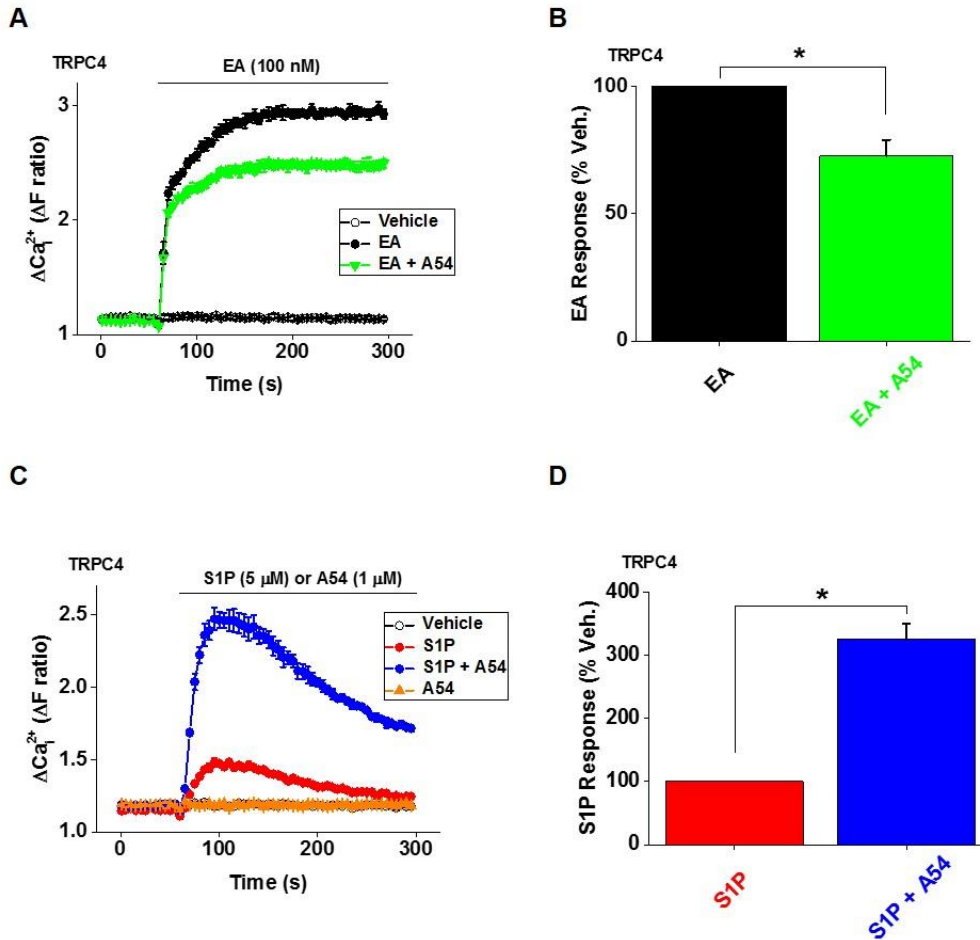 A
TRPC4
EA (100 nM)
ΔCa²⁺ᵢ (ΔF ratio)
3
2
1
0
100
200
300
Time (s)
Vehicle
EA
EA + A54
B
TRPC4
*
EA Response (% Veh.)
100
50
0
EA
EA + A54
C
TRPC4
S1P (5 μM) or A54 (1 μM)
ΔCa²⁺ᵢ (ΔF ratio)
2.5
2.0
1.5
1.0
0
100
200
300
Time (s)
Vehicle
S1P
S1P + A54
A54
D
TRPC4
*
S1P Response (% Veh.)
400
300
200
100
0
S1P
S1P + A54